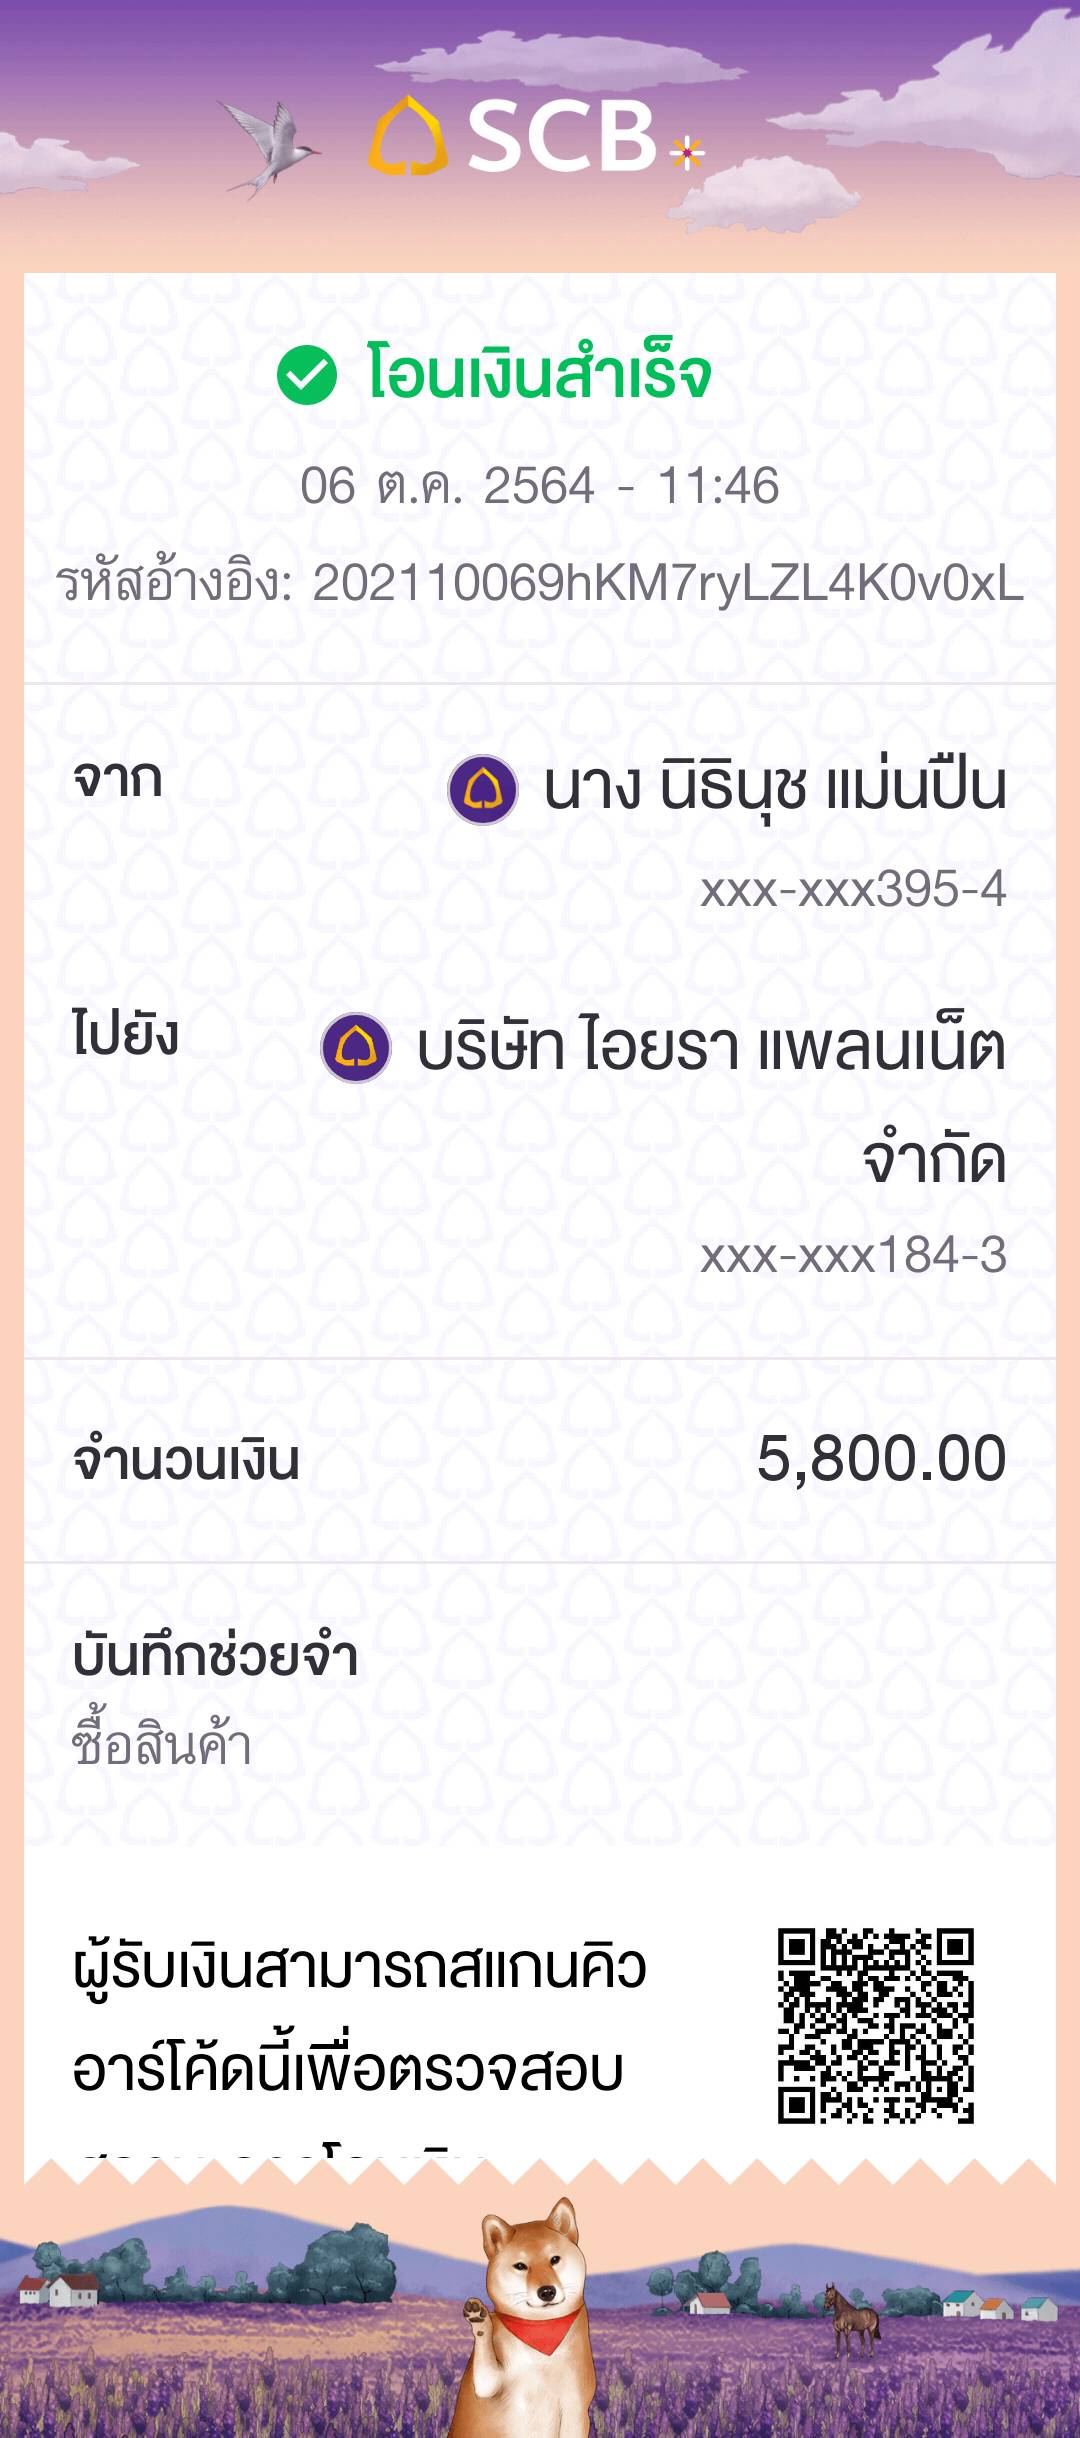 SCB
โอนเงินสำเร็จ
06 ต.ค. 2564 - 11:46
รหัสอ้างอิง: 202110069hKM7ryLZL4K0v0xL
จาก
นาง นิธินุช แม่นปืน
xxx-xxx395-4
ไปยัง
บริษัท ไอยรา แพลนเน็ต
จำกัด
xxx-xxx184-3
จำนวนเงิน
5,800.00
บันทึกช่วยจำ
ซื้อสินค้า
ผู้รับเงินสามารถสแกนคิว
อาร์โค้ดนี้เพื่อตรวจสอบ